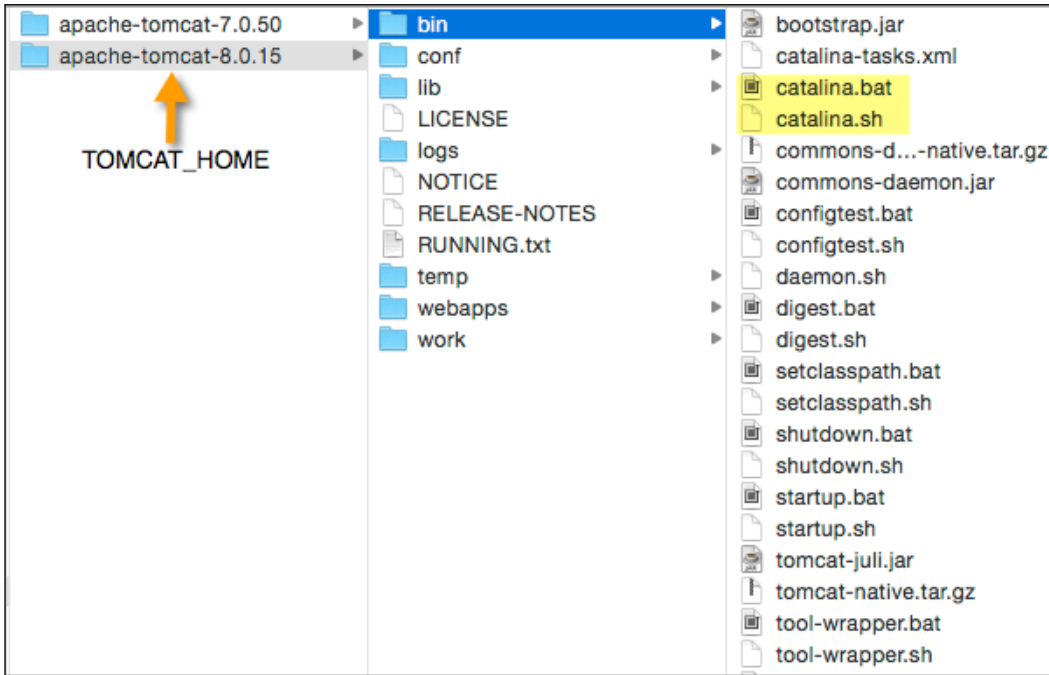 apache-tomcat-7.0.50
apache-tomcat-8.0.15
TOMCAT_HOME
bin
conf
lib
LICENSE
logs
NOTICE
RELEASE-NOTES
RUNNING.txt
temp
webapps
work
bootstrap.jar
catalina-tasks.xml
catalina.bat
catalina.sh
commons-d...-native.tar.gz
commons-daemon.jar
configtest.bat
configtest.sh
daemon.sh
digest.bat
digest.sh
setclasspath.bat
setclasspath.sh
shutdown.bat
shutdown.sh
startup.bat
startup.sh
tomcat-juli.jar
tomcat-native.tar.gz
tool-wrapper.bat
tool-wrapper.sh